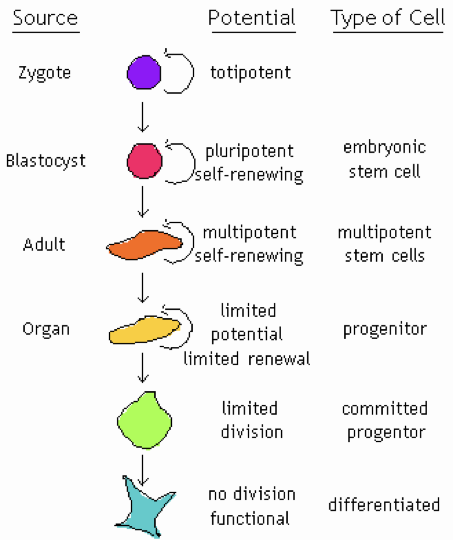 Source Potential Type of Cell
Zygote totipotent
Blastocyst pluripotent self-renewing embryonic stem cell
Adult multipotent self-renewing multipotent stem cells
Organ limited potential limited renewal progenitor
limited division committed progentor
no division functional differentiated